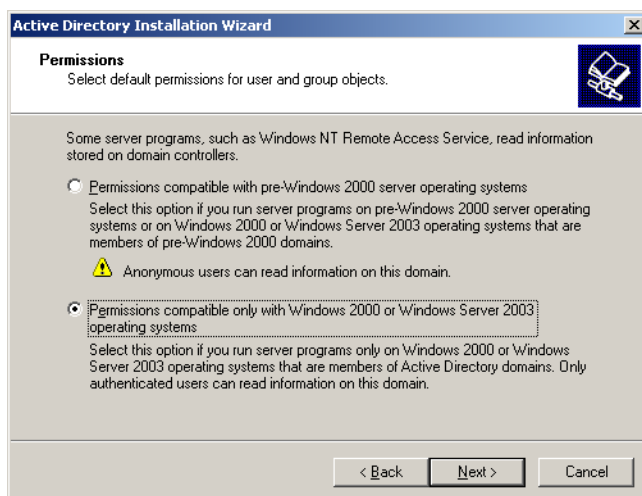 Active Directory Installation Wizard
Permissions
Select default permissions for user and group objects.
Some server programs, such as Windows NT Remote Access Service, read information
stored on domain controllers.
Permissions compatible with pre-Windows 2000 server operating systems
Select this option if you run server programs on pre-Windows 2000 server operating
systems or on Windows 2000 or Windows Server 2003 operating systems that are
members of pre-Windows 2000 domains.
Anonymous users can read information on this domain.
Permissions compatible only with Windows 2000 or Windows Server 2003
operating systems
Select this option if you run server programs only on Windows 2000 or Windows
Server 2003 operating systems that are members of Active Directory domains. Only
authenticated users can read information on this domain.
< Back Next > Cancel